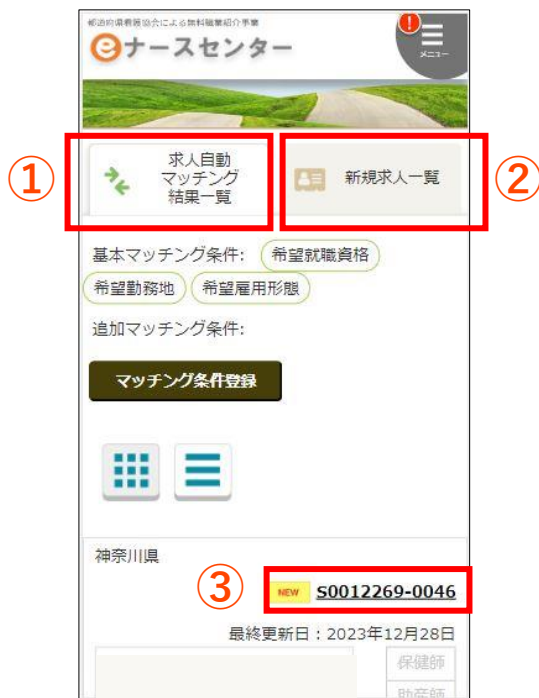 都道府県看護協会による無料職業紹介事業
eナースセンター
!
メニュー
①
求人自動
マッチング
結果一覧
新規求人一覧
②
基本マッチング条件: 希望就職資格
希望勤務地 希望雇用形態
追加マッチング条件:
マッチング条件登録
神奈川県
③
NEW S0012269-0046
最終更新日：2023年12月28日
保健師
助産師